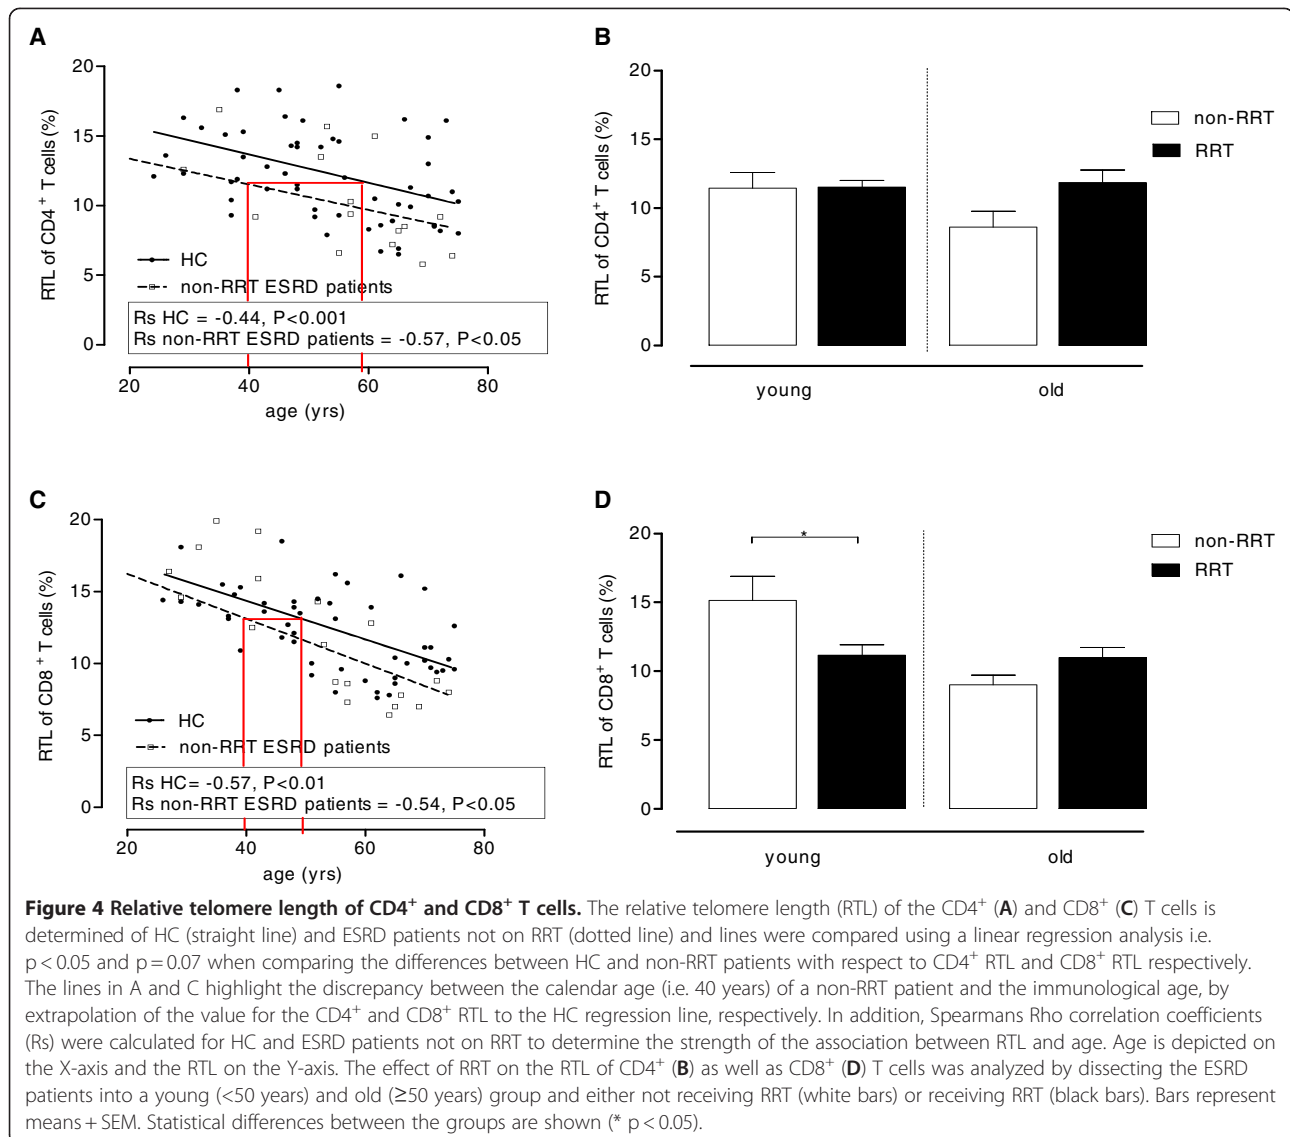 A
20
15
10
5
0
RTL of CD4+ T cells (%)
HC
non-RRT ESRD patients
Rs HC = -0.44, P<0.001
Rs non-RRT ESRD patients = -0.57, P<0.05
20 40 60 80
age (yrs)
B
20
15
10
5
0
RTL of CD4+ T cells (%)
non-RRT
RRT
young old
C
20
15
10
5
0
RTL of CD8+ T cells (%)
HC
non-RRT ESRD patients
Rs HC= -0.57, P<0.01
Rs non-RRT ESRD patients = -0.54, P<0.05
20 40 60 80
age (yrs)
D
20
15
10
5
0
RTL of CD8+ T cells (%)
*
non-RRT
RRT
young old
Figure 4 Relative telomere length of CD4+ and CD8+ T cells. The relative telomere length (RTL) of the CD4+ (A) and CD8+ (C) T cells is
determined of HC (straight line) and ESRD patients not on RRT (dotted line) and lines were compared using a linear regression analysis i.e.
p < 0.05 and p = 0.07 when comparing the differences between HC and non-RRT patients with respect to CD4+ RTL and CD8+ RTL respectively.
The lines in A and C highlight the discrepancy between the calendar age (i.e. 40 years) of a non-RRT patient and the immunological age, by
extrapolation of the value for the CD4+ and CD8+ RTL to the HC regression line, respectively. In addition, Spearmans Rho correlation coefficients
(Rs) were calculated for HC and ESRD patients not on RRT to determine the strength of the association between RTL and age. Age is depicted on
the X-axis and the RTL on the Y-axis. The effect of RRT on the RTL of CD4+ (B) as well as CD8+ (D) T cells was analyzed by dissecting the ESRD
patients into a young (<50 years) and old (≥50 years) group and either not receiving RRT (white bars) or receiving RRT (black bars). Bars represent
means + SEM. Statistical differences between the groups are shown (* p < 0.05).